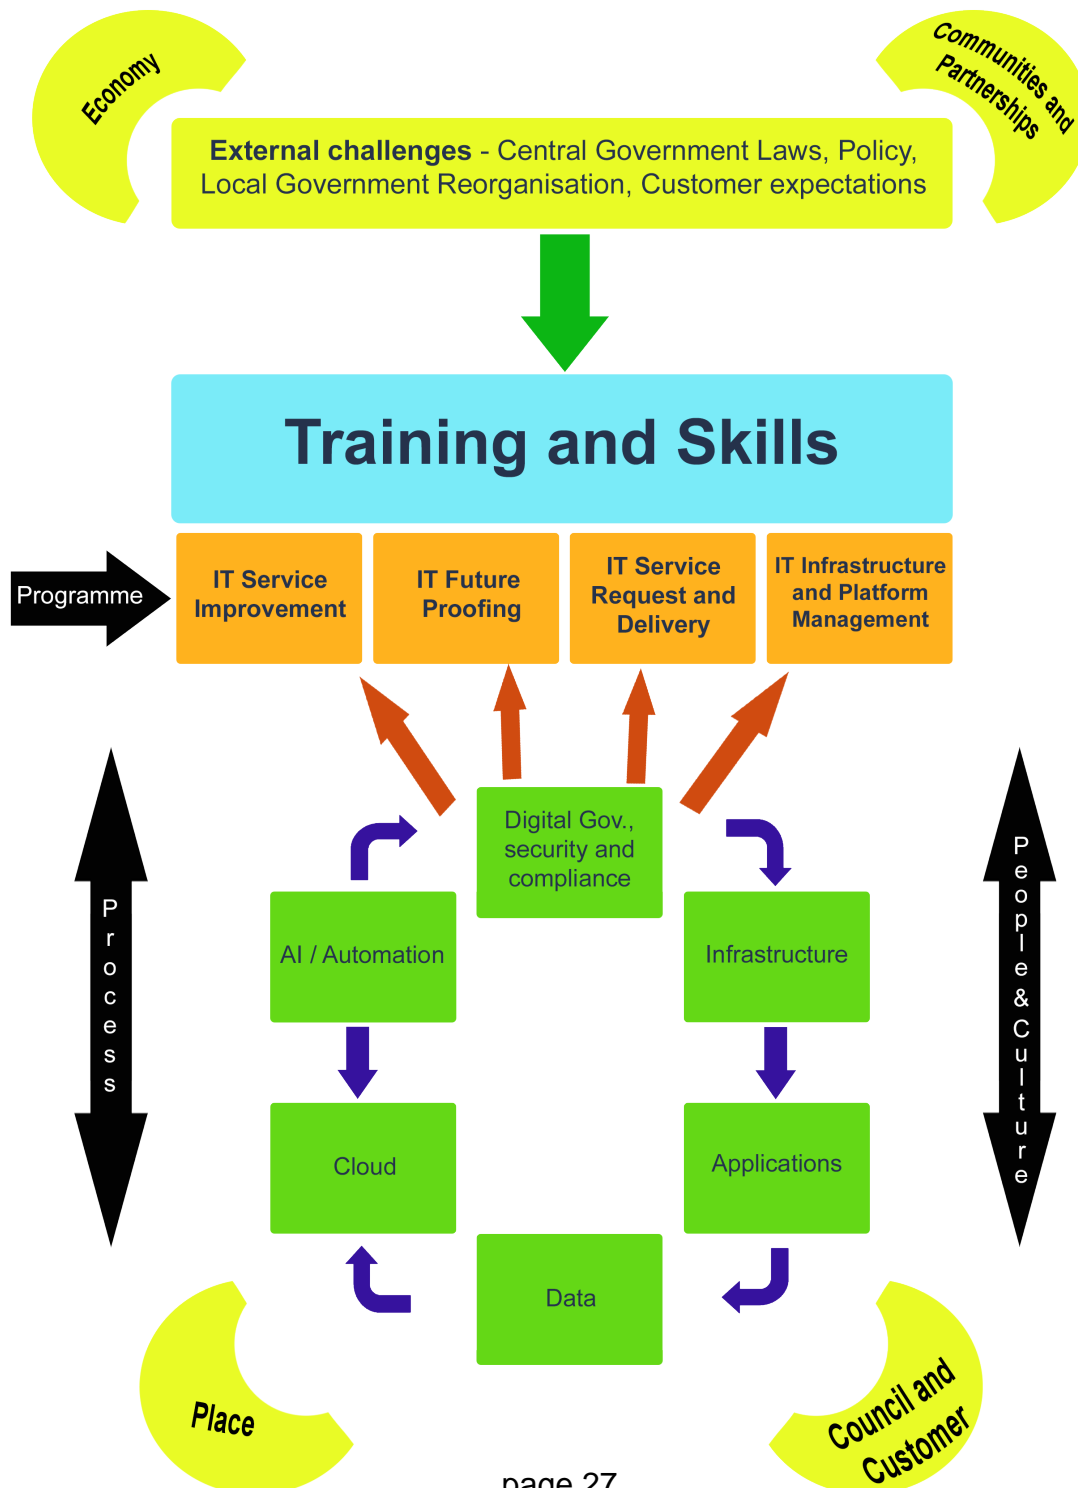 Economy
Communities and
Partnerships
External challenges - Central Government Laws, Policy,
Local Government Reorganisation, Customer expectations
Training and Skills
Programme
IT Service
Improvement
IT Future
Proofing
IT Service
Request and
Delivery
IT Infrastructure
and Platform
Management
Process
People&Culture
Digital Gov.,
security and
compliance
AI / Automation
Infrastructure
Cloud
Applications
Data
Place
Council and
Customer
page 27